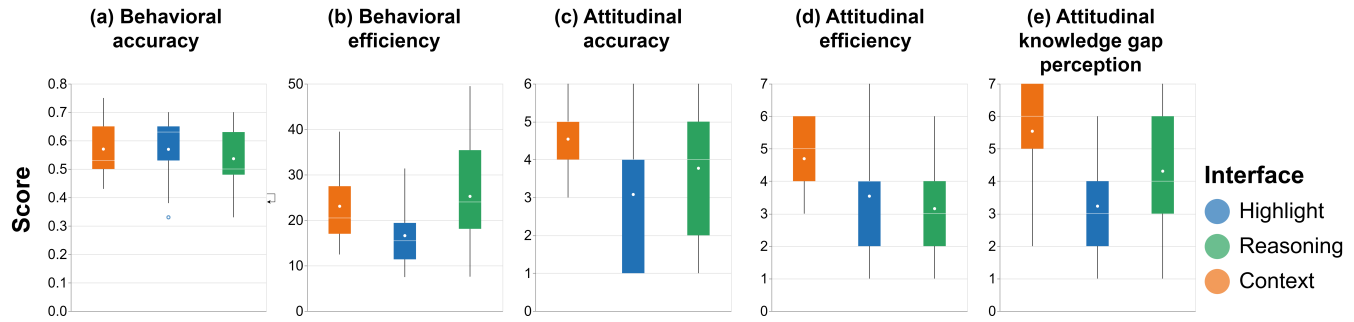 (a) Behavioral
accuracy
(b) Behavioral
efficiency
(c) Attitudinal
accuracy
(d) Attitudinal
efficiency
(e) Attitudinal
knowledge gap
perception
Score
0.8
0.7
0.6
0.5
0.4
0.3
0.2
0.1
0.0
50
40
30
20
10
0
6
5
4
3
2
1
0
7
6
5
4
3
2
1
0
7
6
5
4
3
2
1
0
Interface
Highlight
Reasoning
Context